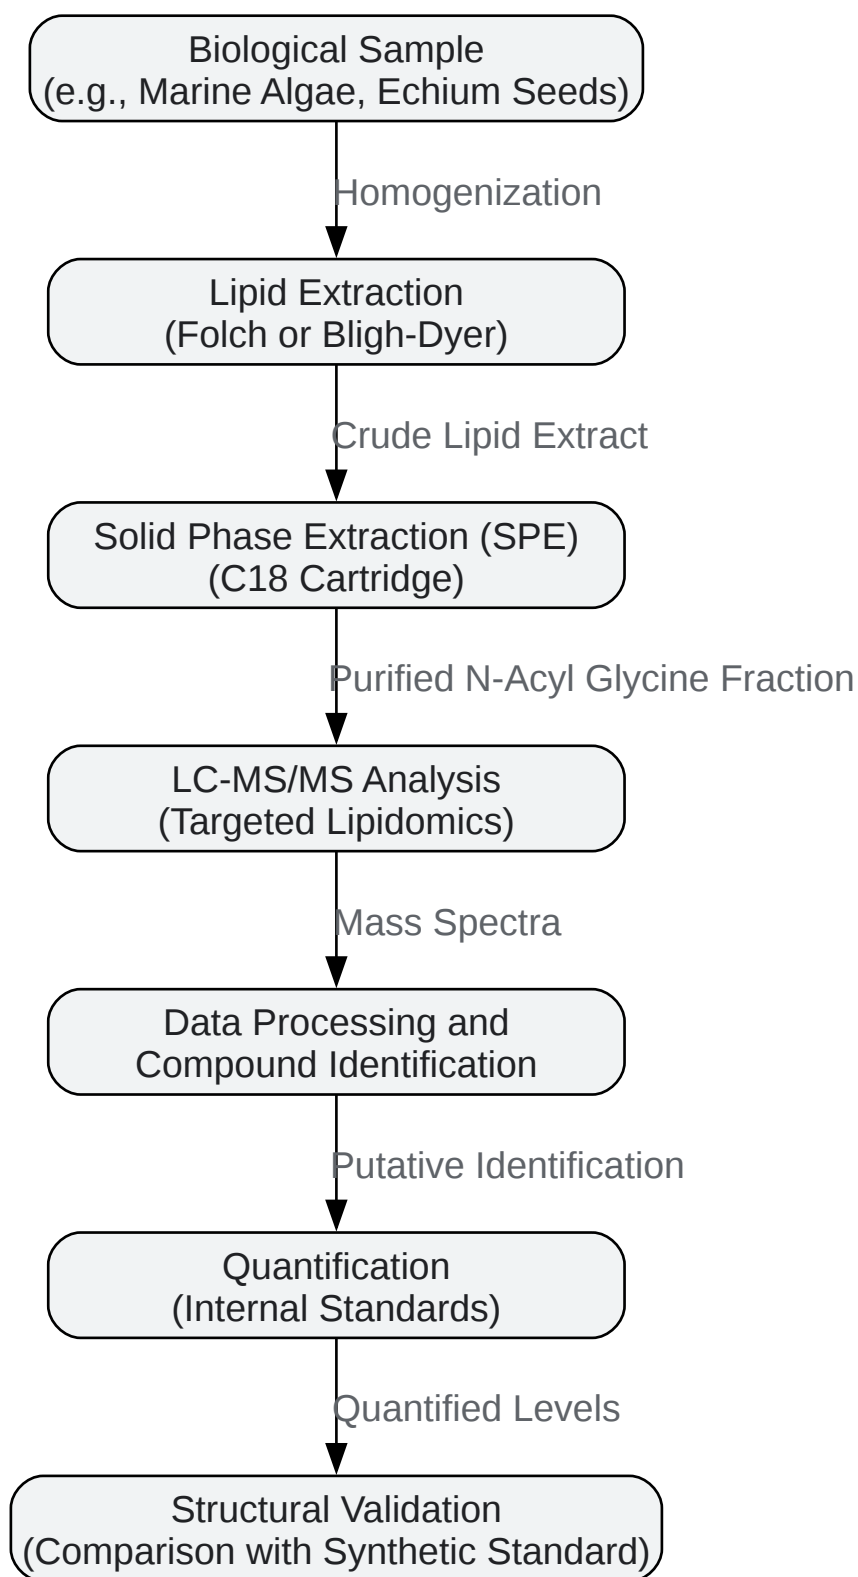 Biological Sample
(e.g., Marine Algae, Echium Seeds)
Homogenization
Lipid Extraction
(Folch or Bligh-Dyer)
Crude Lipid Extract
Solid Phase Extraction (SPE)
(C18 Cartridge)
Purified N-Acyl Glycine Fraction
LC-MS/MS Analysis
(Targeted Lipidomics)
Mass Spectra
Data Processing and
Compound Identification
Putative Identification
Quantification
(Internal Standards)
Quantified Levels
Structural Validation
(Comparison with Synthetic Standard)